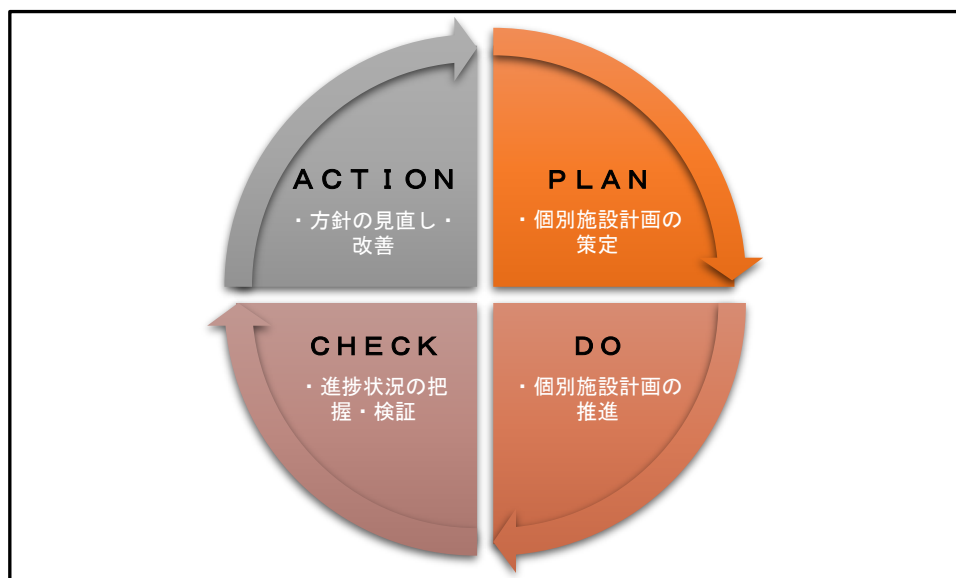 ＡＣＴＩＯＮ
・方針の見直し・
改善
ＰＬＡＮ
・個別施設計画の
策定
ＣＨＥＣＫ
・進捗状況の把
握・検証
ＤＯ
・個別施設計画の
推進